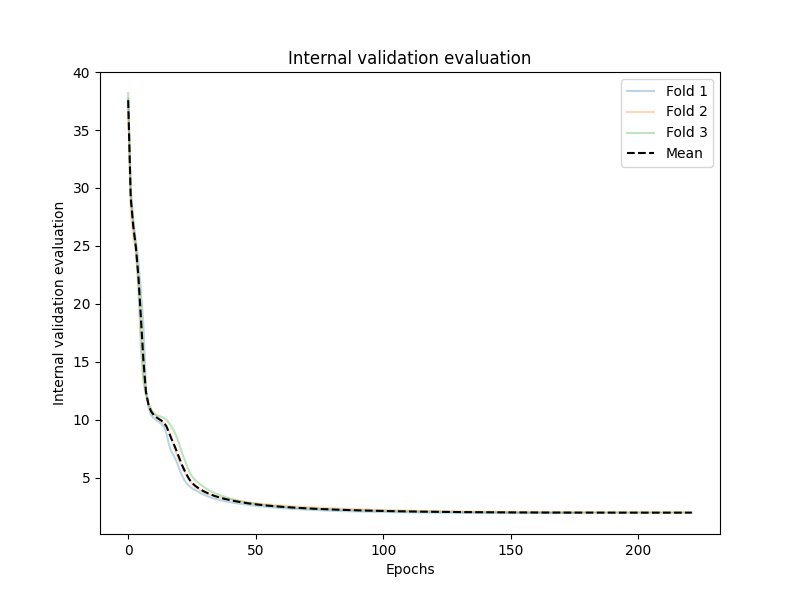 Internal validation evaluation
40
35
30
25
20
15
10
5
Internal validation evaluation
0
50
100
150
200
Epochs
Fold 1
Fold 2
Fold 3
Mean